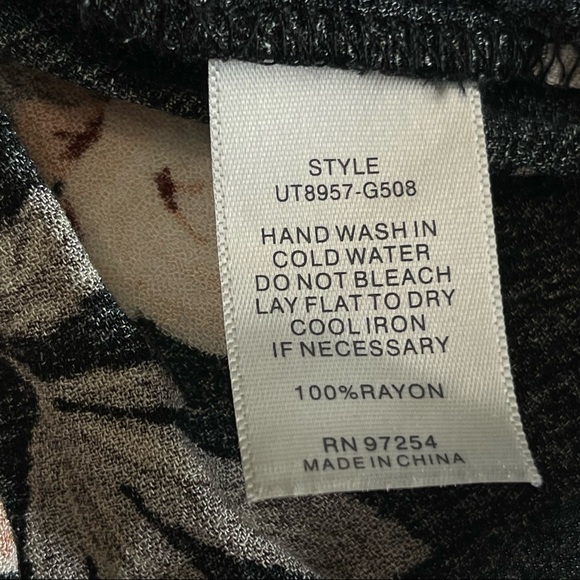 STYLE
UT8957-G508
HAND WASH IN
COLD WATER
DO NOT BLEACH
LAY FLAT TO DRY
COOL IRON
IF NECESSARY
100%RAYON
RN 97254
MADE IN CHINA